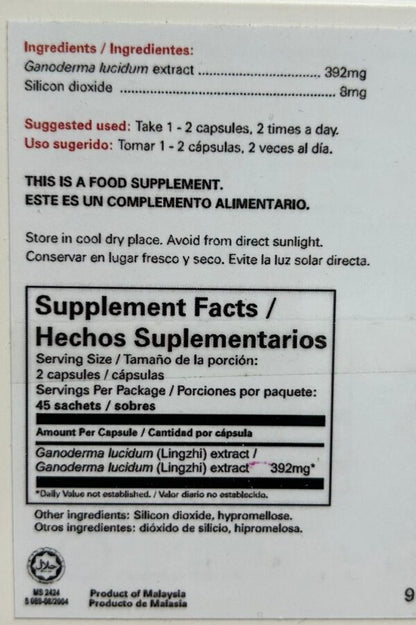 Ingredients / Ingredientes:
Ganoderma lucidum extract ................................ 392mg
Silicon dioxide ....................................................... 8mg
Suggested used: Take 1 - 2 capsules, 2 times a day.
Uso sugerido: Tomar 1 - 2 cápsulas, 2 veces al día.
THIS IS A FOOD SUPPLEMENT.
ESTE ES UN COMPLEMENTO ALIMENTARIO.
Store in cool dry place. Avoid from direct sunlight.
Conservar en lugar fresco y seco. Evite la luz solar directa.
Supplement Facts /
Hechos Suplementarios
Serving Size / Tamaño de la porción:
2 capsules / cápsulas
Servings Per Package / Porciones por paquete:
45 sachets / sobres
Amount Per Capsule / Cantidad por cápsula
Ganoderma lucidum (Lingzhi) extract /
Ganoderma lucidum (Lingzhi) extract 392mg*
*Daily Value not established. / Valor diario no establecido.
Other ingredients: Silicon dioxide, hypromellose.
Otros ingredientes: dióxido de silicio, hipromelosa.
حلال
MS 2424
Product of Malaysia
Producto de Malasia
9